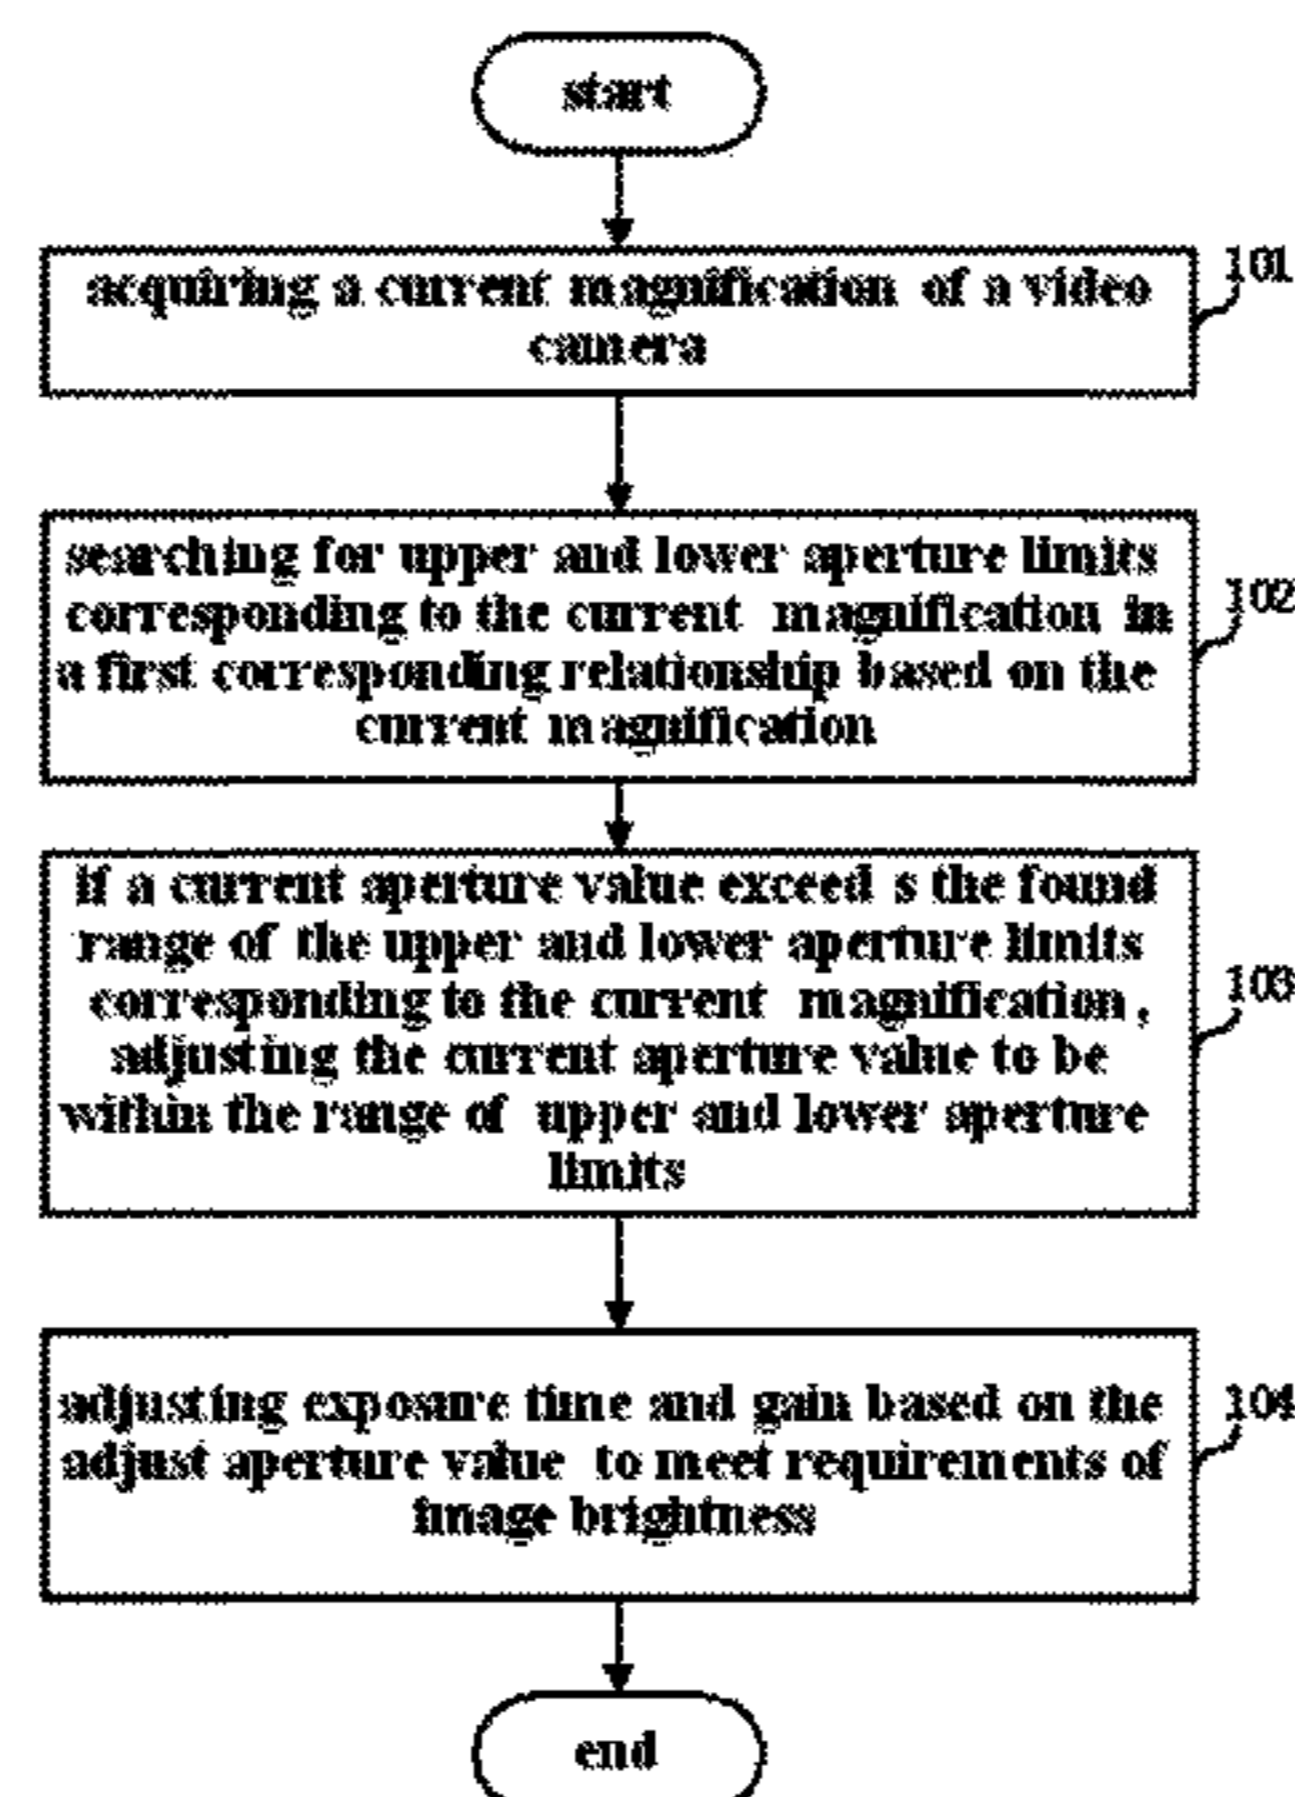 start
acquiring a current magnification of a video
camera
101
searching for upper and lower aperture limits
corresponding to the current magnification in
a first corresponding relationship based on the
current magnification
102
if a current aperture value exceed s the found
range of the upper and lower aperture limits
corresponding to the current magnification,
adjusting the current aperture value to be
within the range of upper and lower aperture
limits
103
adjusting exposure time and gain based on the
adjust aperture value to meet requirements of
image brightness
104
end